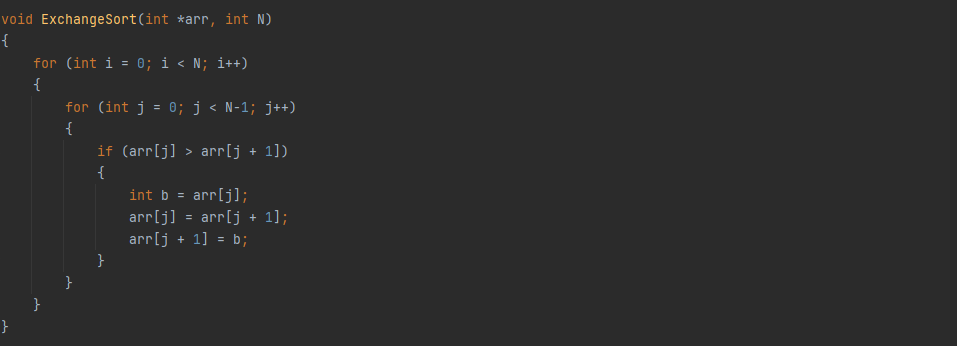 void ExchangeSort(int *arr, int N)
{
    for (int i = 0; i < N; i++)
    {
        for (int j = 0; j < N-1; j++)
        {
            if (arr[j] > arr[j + 1])
            {
                int b = arr[j];
                arr[j] = arr[j + 1];
                arr[j + 1] = b;
            }
        }
    }
}